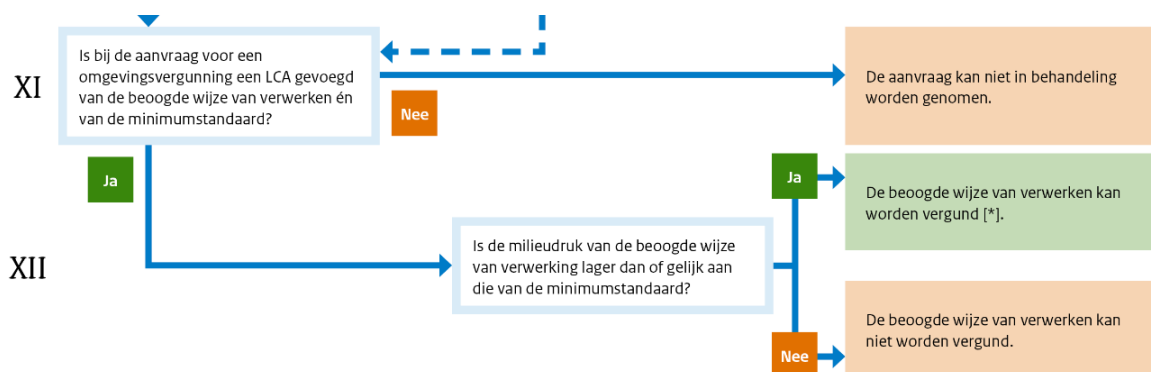 XI
Is bij de aanvraag voor een
omgevingsvergunning een LCA gevoegd
van de beoogde wijze van verwerken én
van de minimumstandaard?
Nee
De aanvraag kan niet in behandeling
worden genomen.
Ja
Ja
De beoogde wijze van verwerken kan
worden vergund [*].
XII
Is de milieudruk van de beoogde wijze
van verwerking lager dan of gelijk aan
die van de minimumstandaard?
Nee
De beoogde wijze van verwerken kan
niet worden vergund.